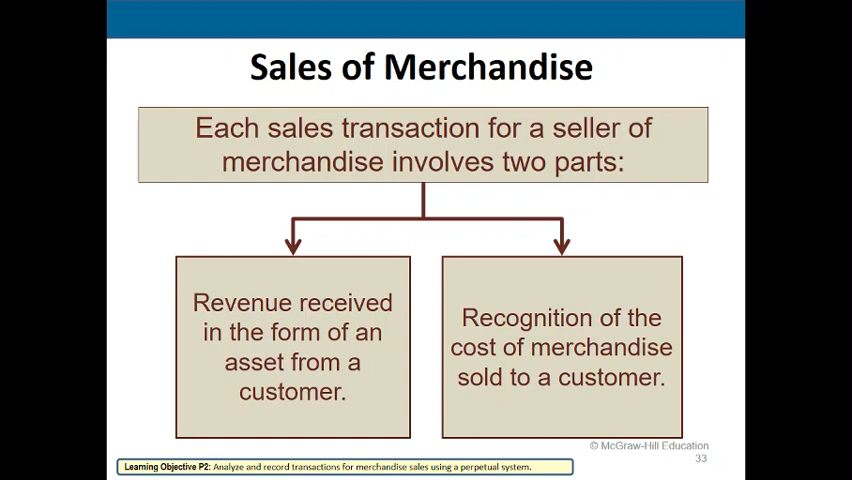 Sales of Merchandise
Each sales transaction for a seller of
merchandise involves two parts:
Revenue received
in the form of an
asset from a
customer.
Recognition of the
cost of merchandise
sold to a customer.
© McGraw-Hill Education
33
Learning Objective P2: Analyze and record transactions for merchandise sales using a perpetual system.